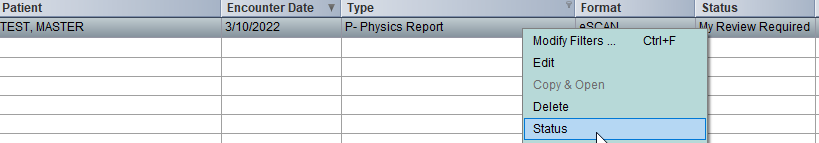 Patient Encounter Date Type Format Status
TEST, MASTER 3/10/2022 P- Physics Report eSCAN My Review Required
Modify Filters ... Ctrl+F
Edit
Copy & Open
Delete
Status